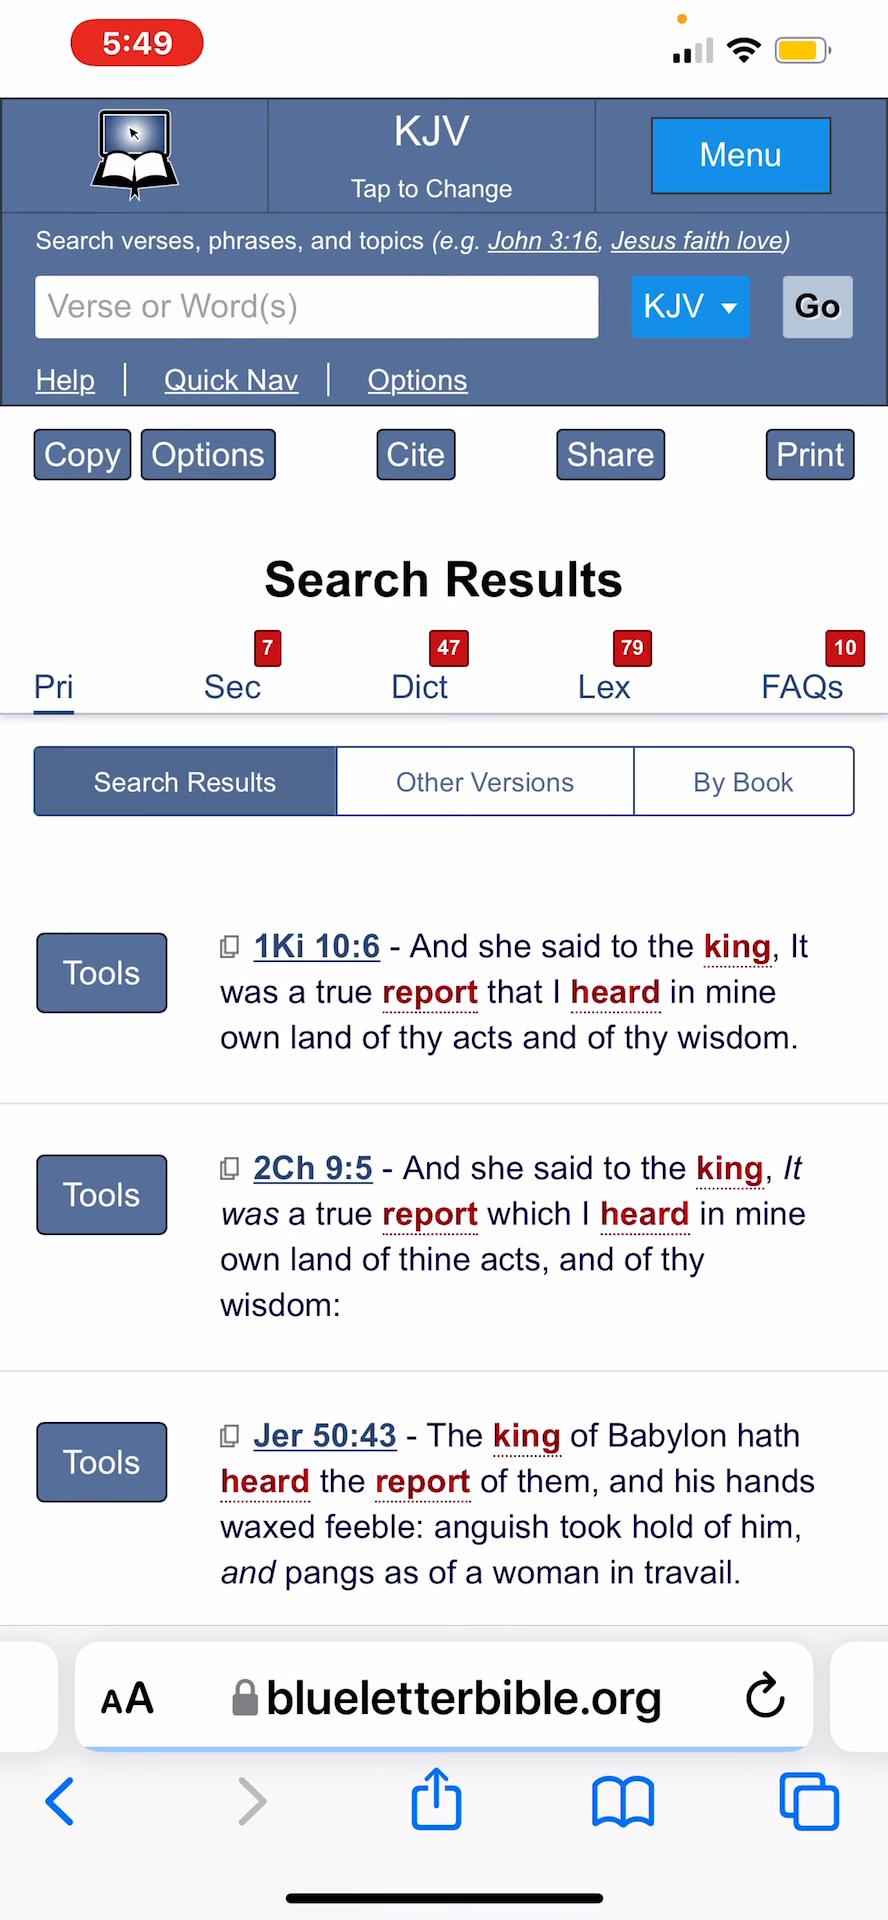 5:49
KJV
Tap to Change
Menu
Search verses, phrases, and topics (e.g. John 3:16, Jesus faith love)
Verse or Word(s)
KJV
Go
Help | Quick Nav | Options
Copy Options Cite Share Print
Search Results
7 47 79 10
Pri Sec Dict Lex FAQs
Search Results Other Versions By Book
Tools
1Ki 10:6 - And she said to the king, It
was a true report that I heard in mine
own land of thy acts and of thy wisdom.
Tools
2Ch 9:5 - And she said to the king, It
was a true report which I heard in mine
own land of thine acts, and of thy
wisdom:
Tools
Jer 50:43 - The king of Babylon hath
heard the report of them, and his hands
waxed feeble: anguish took hold of him,
and pangs as of a woman in travail.
AA blueletterbible.org